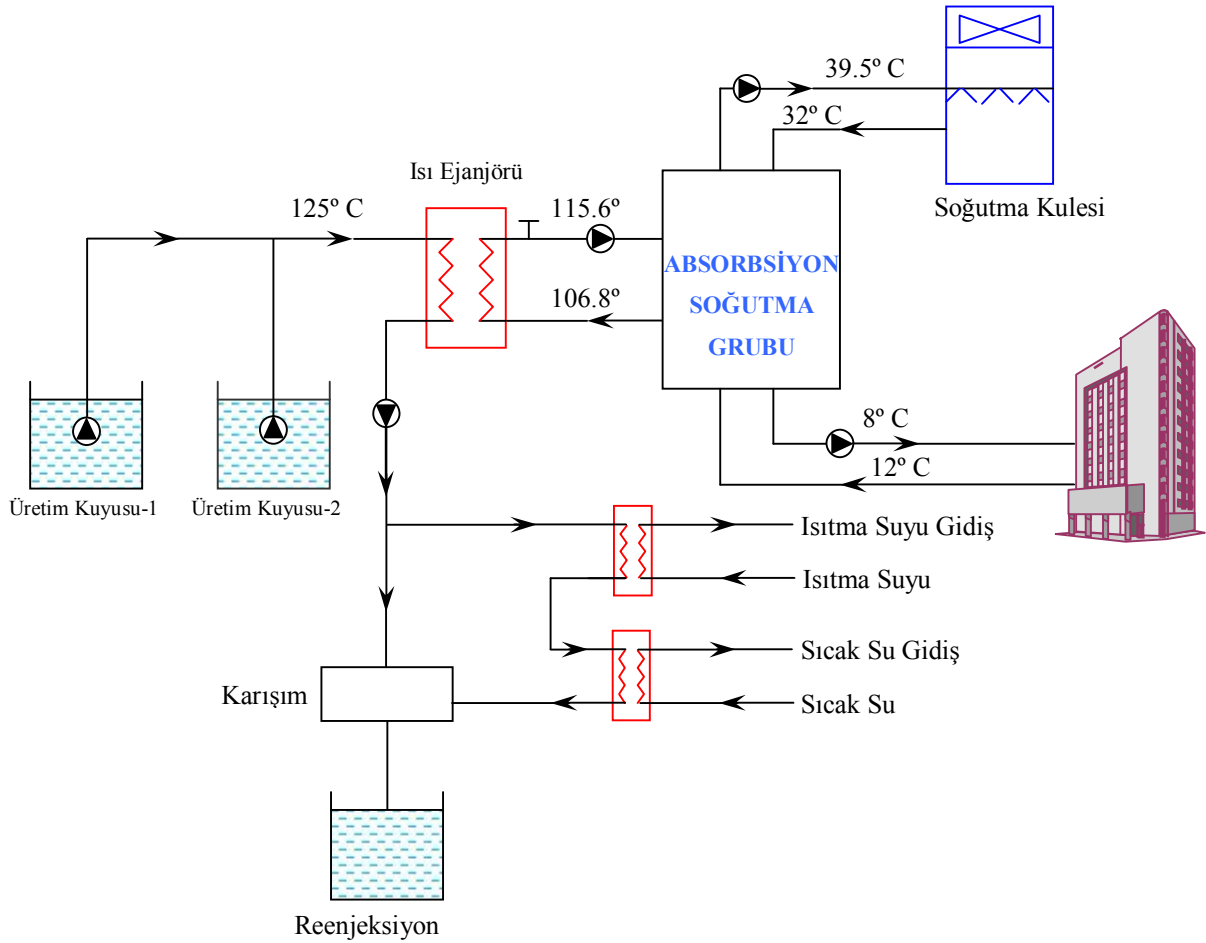 39.5º C
32º C
Soğutma Kulesi
Isı Ejanjörü
125º C
115.6º
106.8º
ABSORBSİYON
SOĞUTMA
GRUBU
8º C
12º C
Üretim Kuyusu-1
Üretim Kuyusu-2
Isıtma Suyu Gidiş
Isıtma Suyu
Sıcak Su Gidiş
Sıcak Su
Karışım
Reenjeksiyon